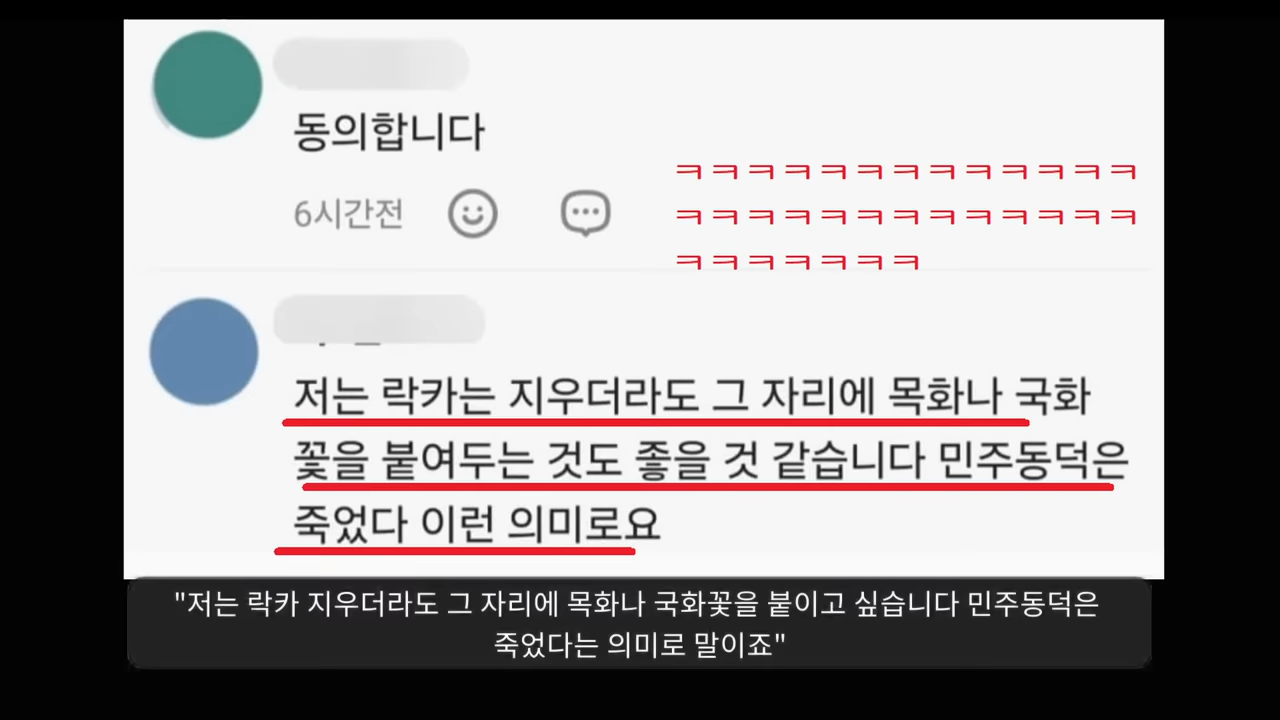 동의합니다
ㅋㅋㅋㅋㅋㅋㅋㅋㅋㅋㅋㅋㅋ
6시간전
ㅋㅋㅋㅋㅋㅋㅋㅋㅋㅋㅋㅋㅋ
ㅋㅋㅋㅋㅋㅋㅋ
저는 락카는 지우더라도 그 자리에 목화나 국화
꽃을 붙여두는 것도 좋을 것 같습니다 민주동덕은
죽었다 이런 의미로요
"저는 락카 지우더라도 그 자리에 목화나 국화꽃을 붙이고 싶습니다 민주동덕은
죽었다는 의미로 말이죠"